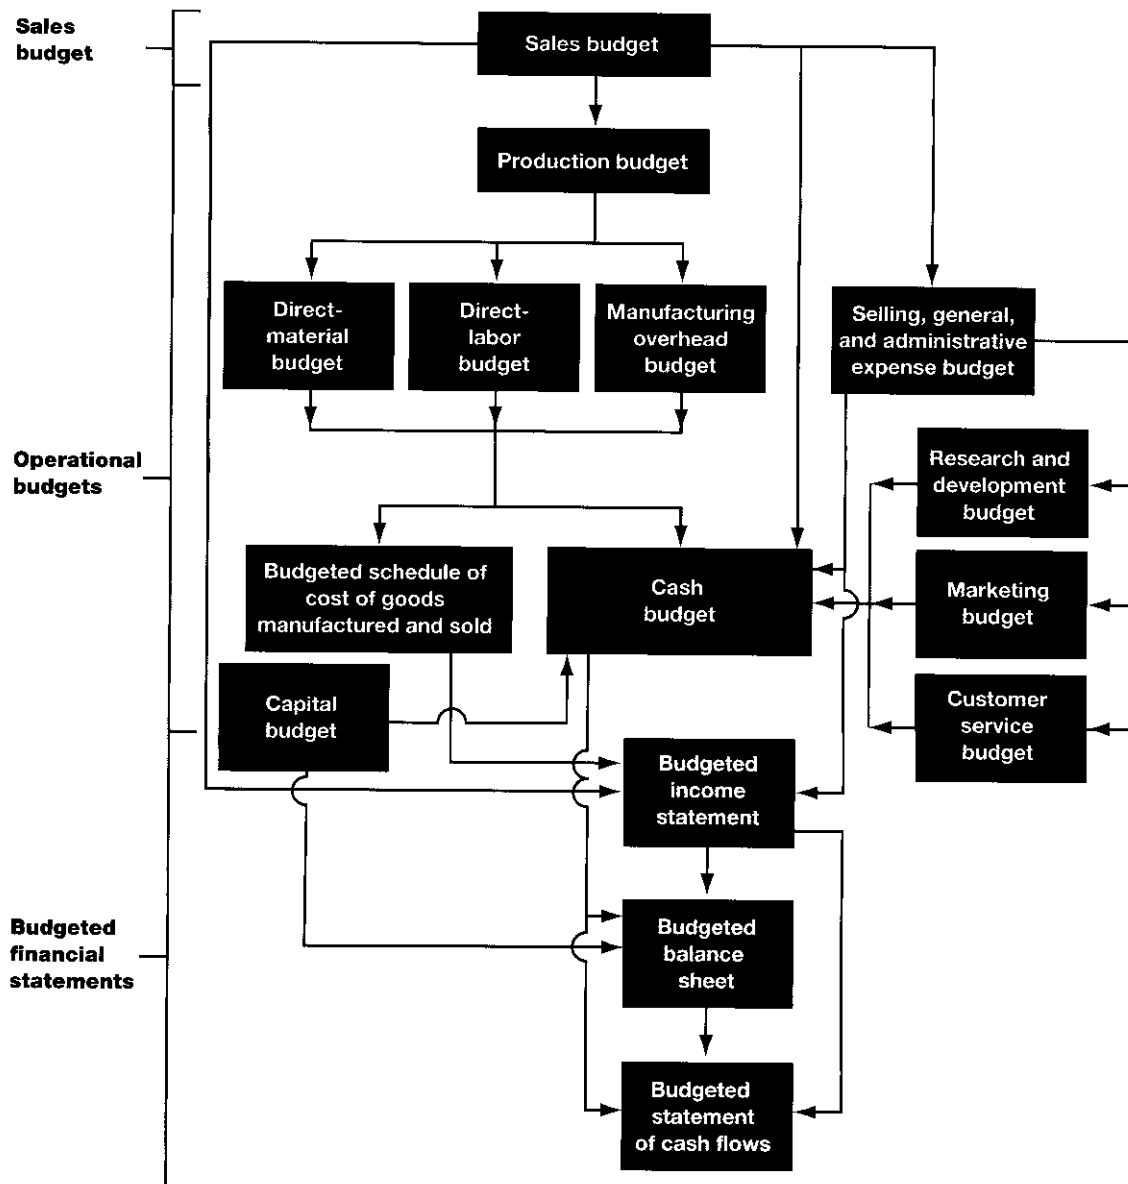 Sales
budget
Sales budget
Production budget
Direct-
material
budget
Direct-
labor
budget
Manufacturing
overhead
budget
Selling, general,
and administrative
expense budget
Operational
budgets
Research and
development
budget
Budgeted schedule of
cost of goods
manufactured and sold
Cash
budget
Marketing
budget
Capital
budget
Customer
service
budget
Budgeted
income
statement
Budgeted
financial
statements
Budgeted
balance
sheet
Budgeted
statement
of cash flows